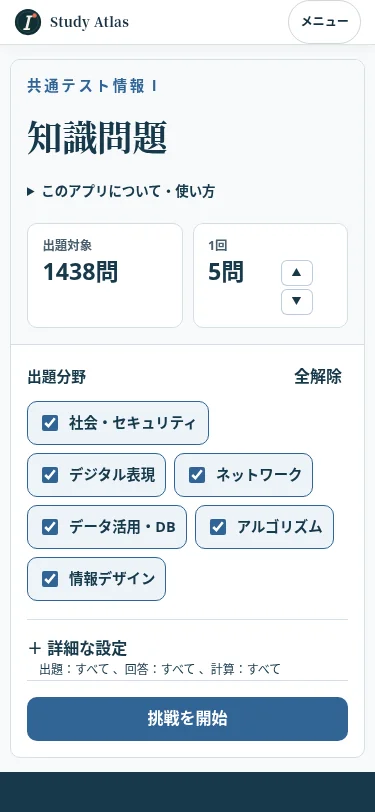 I Study Atlas
メニュー
共通テスト情報 I
知識問題
▶ このアプリについて・使い方
出題対象
1438問
1回
5問
▲
▼
出題分野
全解除
社会・セキュリティ
デジタル表現
ネットワーク
データ活用・DB
アルゴリズム
情報デザイン
＋ 詳細な設定
出題：すべて 、回答：すべて 、計算：すべて
挑戦を開始